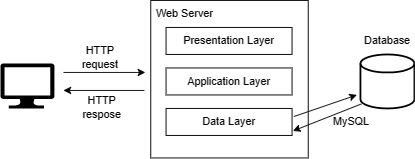 Web Server
Presentation Layer
Application Layer
Data Layer
HTTP
request
HTTP
respose
Database
MySQL